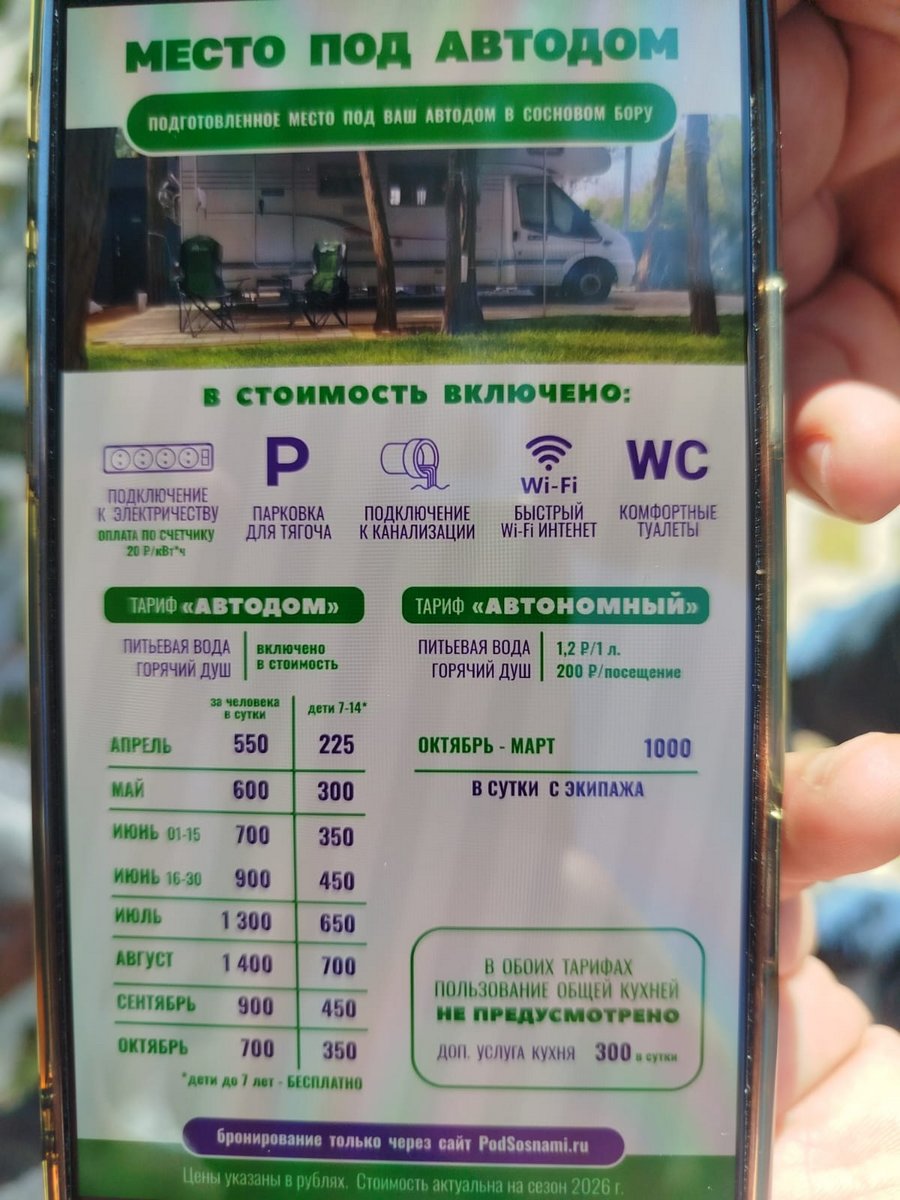 МЕСТО ПОД АВТОДОМ
ПОДГОТОВЛЕННОЕ МЕСТО ПОД ВАШ АВТОДОМ В СОСНОВОМ БОРУ
В СТОИМОСТЬ ВКЛЮЧЕНО:
ПОДКЛЮЧЕНИЕ
К ЭЛЕКТРИЧЕСТВУ
ОПЛАТА ПО СЧЕТЧИКУ
20 ₽/кВт*ч
P
ПАРКОВКА
ДЛЯ ТЯГОЧА
ПОДКЛЮЧЕНИЕ
К КАНАЛИЗАЦИИ
Wi-Fi
БЫСТРЫЙ
Wi-Fi ИНТЕНЕТ
WC
КОМФОРТНЫЕ
ТУАЛЕТЫ
ТАРИФ «АВТОДОМ»
ПИТЬЕВАЯ ВОДА
ГОРЯЧИЙ ДУШ
включено
в стоимость
за человека
в сутки
дети 7-14*
АПРЕЛЬ 550 225
МАЙ 600 300
ИЮНЬ 01-15 700 350
ИЮНЬ 16-30 900 450
ИЮЛЬ 1 300 650
АВГУСТ 1 400 700
СЕНТЯБРЬ 900 450
ОКТЯБРЬ 700 350
*дети до 7 лет - БЕСПЛАТНО
ТАРИФ «АВТОНОМНЫЙ»
ПИТЬЕВАЯ ВОДА 1,2 ₽/1 л.
ГОРЯЧИЙ ДУШ 200 ₽/посещение
ОКТЯБРЬ - МАРТ 1000
В СУТКИ С ЭКИПАЖА
В ОБОИХ ТАРИФАХ
ПОЛЬЗОВАНИЕ ОБЩЕЙ КУХНЕЙ
НЕ ПРЕДУСМОТРЕНО
ДОП. УСЛУГА КУХНЯ 300 в сутки
бронирование только через сайт PodSosnami.ru
Цены указаны в рублях. Стоимость актуальна на сезон 2026 г.